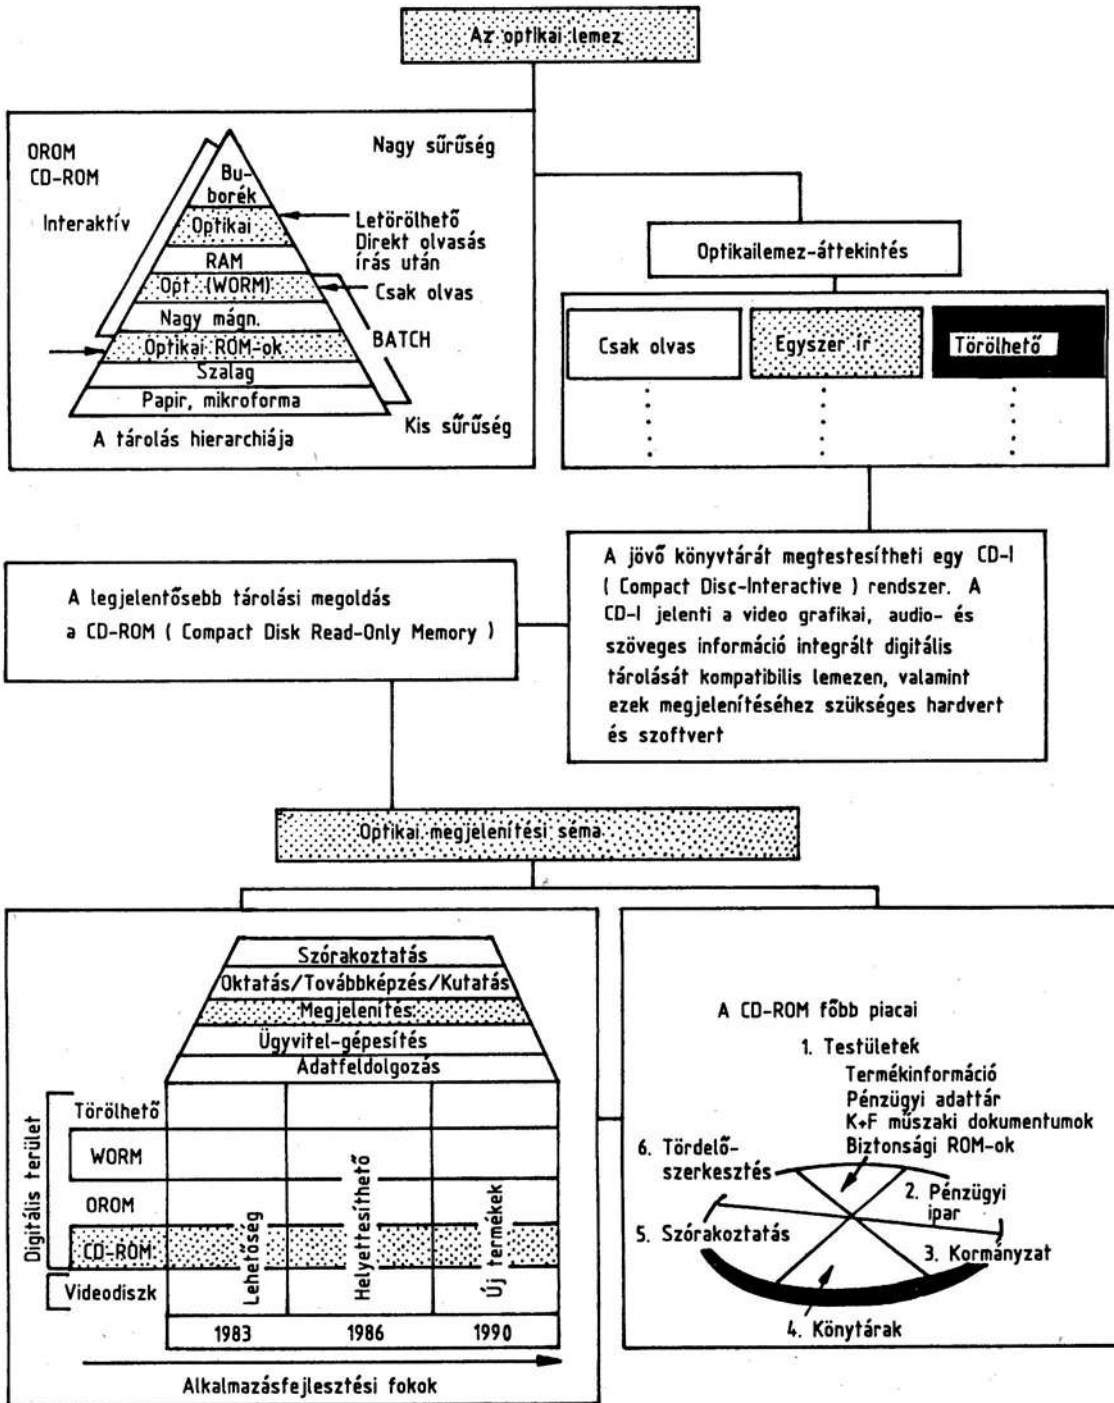 Az optikai lemez
OROM
CD-ROM
Nagy sűrűség
Interaktív
Bu-
borék
Optikai
RAM
Opt (WORM)
Nagy mágn.
Optikai ROM-ok
Szalag
Papir, mikroforma
Letörölhető
Direkt olvasás
írás után
Csak olvas
BATCH
Kis sűrűség
A tárolás hierarchiája
Optikailemez-áttekintés
Csak olvas
Egyszer ír
Törölhető
A legjelentősebb tárolási megoldás
a CD-ROM ( Compact Disk Read-Only Memory )
A jövő könyvtárát megtestesítheti egy CD-I
( Compact Disc-Interactive ) rendszer. A
CD-I jelenti a video grafikai, audio- és
szöveges információ integrált digitális
tárolását kompatibilis lemezen, valamint
ezek megjelenítéséhez szükséges hardvert
és szoftvert
Optikai megjelenítési séma
Szórakoztatás
Oktatás/Továbbképzés/Kutatás
Megjelenítés
Ügyvitel-gépesítés
Adatfeldolgozás
Digitális terület
Törölhető
WORM
OROM
CD-ROM
Videodiszk
Lehetőség
Helyettesíthető
Új termékek
1983
1986
1990
Alkalmazásfejlesztési fokok
A CD-ROM főbb piacai
1. Testületek
Termékinformáció
Pénzügyi adattár
K+F műszaki dokumentumok
Biztonsági ROM-ok
6. Tördelő-
szerkesztés
2. Pénzügyi
ipar
5. Szórakoztatás
3. Kormányzat
4. Könytárak